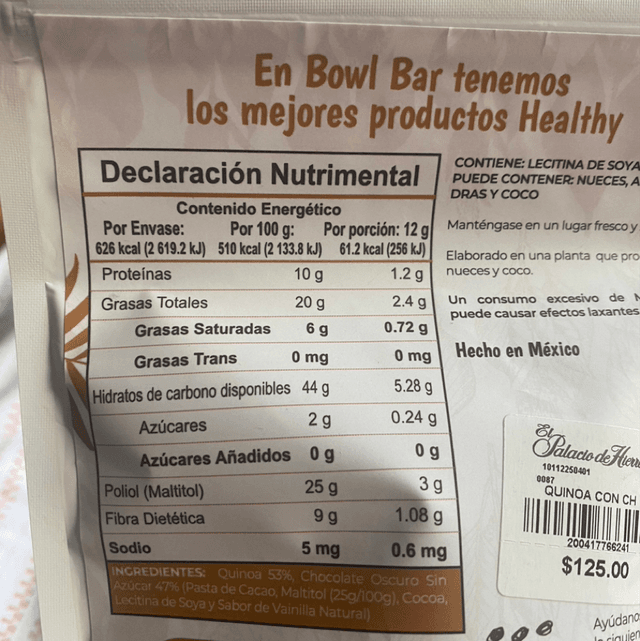 En Bowl Bar tenemos
los mejores productos Healthy
Declaración Nutrimental
Contenido Energético
Por Envase: Por 100 g: Por porción: 12 g
626 kcal (2 619.2 kJ) 510 kcal (2 133.8 kJ) 61.2 kcal (256 kJ)
Proteínas 10 g 1.2 g
Grasas Totales 20 g 2.4 g
Grasas Saturadas 6 g 0.72 g
Grasas Trans 0 mg 0 mg
Hidratos de carbono disponibles 44 g 5.28 g
Azúcares 2 g 0.24 g
Azúcares Añadidos 0 g 0 g
Poliol (Maltitol) 25 g 3 g
Fibra Dietética 9 g 1.08 g
Sodio 5 mg 0.6 mg
INGREDIENTES: Quinoa 53%, Chocolate Oscuro Sin
Azúcar 47% (Pasta de Cacao, Maltitol (25g/100g), Cocoa,
Lecitina de Soya y Sabor de Vainilla Natural)
CONTIENE: LECITINA DE SOYA
PUEDE CONTENER: NUECES, A
DRAS Y COCO
Manténgase en un lugar fresco y
Elaborado en una planta que pro
nueces y coco.
Un consumo excesivo de
puede causar efectos laxantes
Hecho en México
El
Palacio de Hierr
10112250401
0087
QUINOA CON CH
200417766241
$125.00
Ayúdano